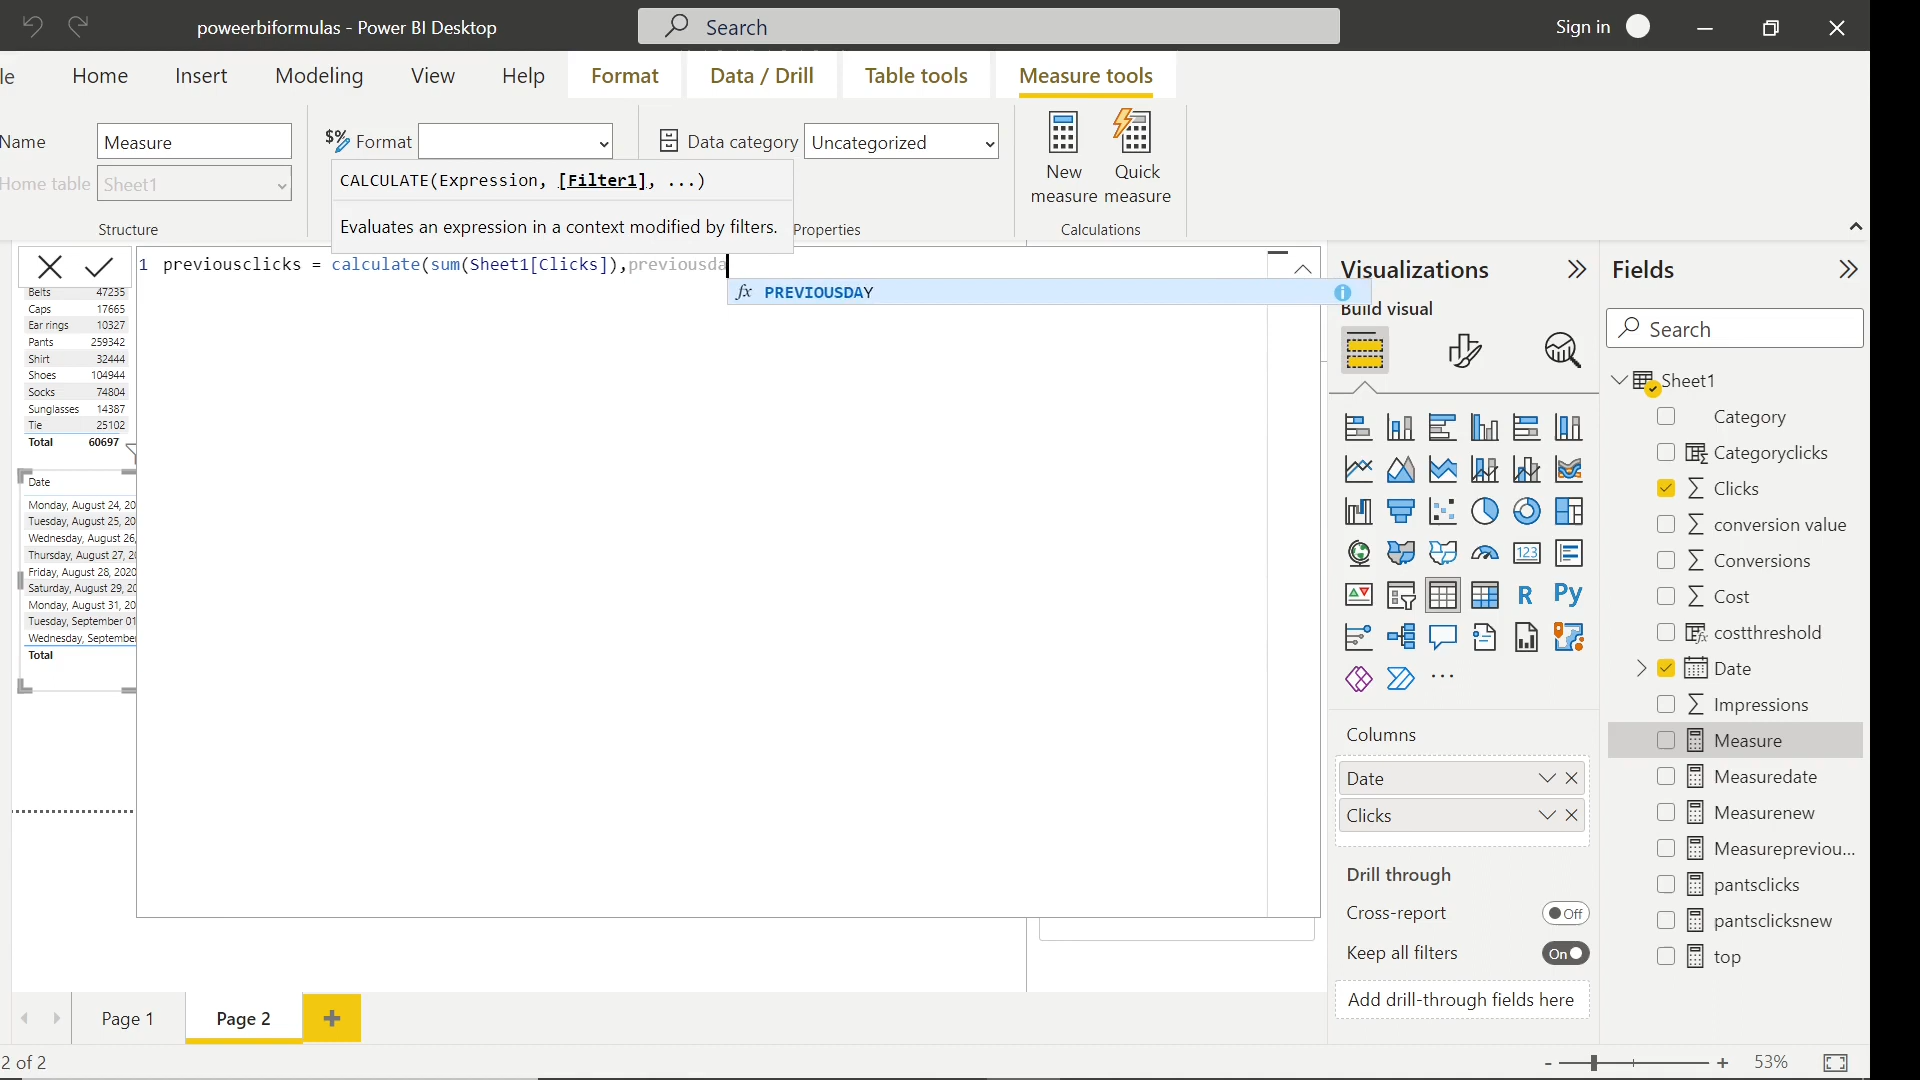 poweerbiformulas - Power BI Desktop
Search
Sign in
le
Home
Insert
Modeling
View
Help
Format
Data / Drill
Table tools
Measure tools
Name
Measure
Home table
Sheet1
Structure
$% Format
Data category
Uncategorized
Properties
New measure
Quick measure
Calculations
CALCULATE(Expression, [Filter1], ...)
Evaluates an expression in a context modified by filters.
1 previousclicks = calculate(sum(Sheet1[Clicks]),previousda
fx PREVIOUSDAY
Belts 47235
Caps 17665
Ear rings 10327
Pants 259342
Shirt 32444
Shoes 104944
Socks 74804
Sunglasses 14387
Tie 25102
Total 60697
Date
Monday, August 24, 20
Tuesday, August 25, 20
Wednesday, August 26,
Thursday, August 27, 20
Friday, August 28, 2020
Saturday, August 29, 20
Monday, August 31, 20
Tuesday, September 01
Wednesday, September
Total
Visualizations
Build visual
123
R
Py
Columns
Date
Clicks
Drill through
Cross-report
Off
Keep all filters
On
Add drill-through fields here
Fields
Search
Sheet1
Category
Categoryclicks
Clicks
conversion value
Conversions
Cost
costthreshold
Date
Impressions
Measure
Measuredate
Measurenew
Measurepreviou...
pantsclicks
pantsclicksnew
top
Page 1
Page 2
2 of 2
- + 53%